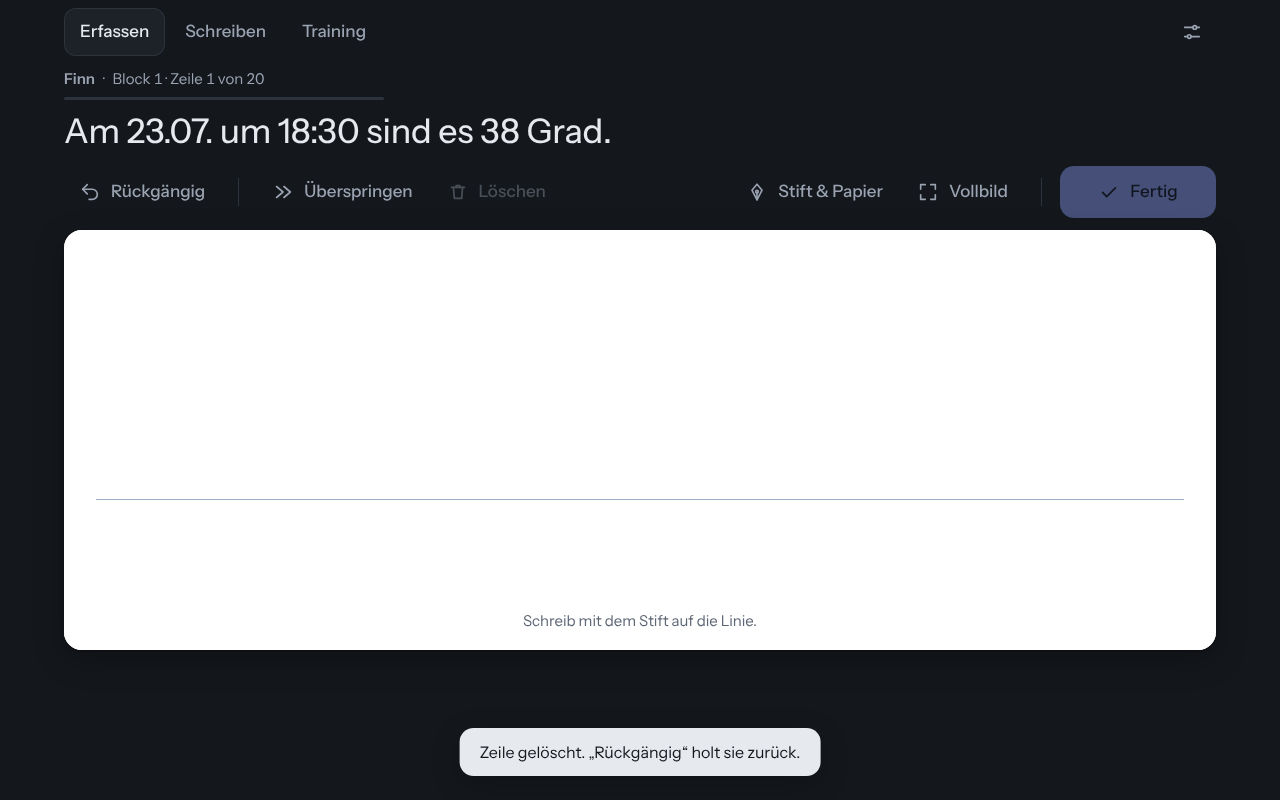 Erfassen Schreiben Training
Finn · Block 1 · Zeile 1 von 20
Am 23.07. um 18:30 sind es 38 Grad.
Rückgängig Überspringen Löschen Stift & Papier Vollbild Fertig
Schreib mit dem Stift auf die Linie.
Zeile gelöscht. „Rückgängig“ holt sie zurück.